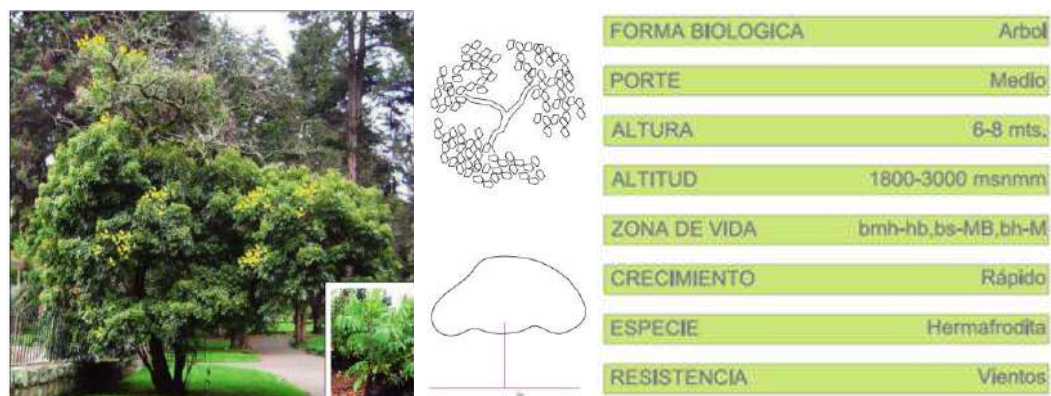 FORMA BIOLOGICA Arbol
PORTE Medio
ALTURA 6-8 mts.
ALTITUD 1800-3000 msnmm
ZONA DE VIDA bmh-hb,bs-MB,bh-M
CRECIMIENTO Rápido
ESPECIE Hermafrodita
RESISTENCIA Vientos